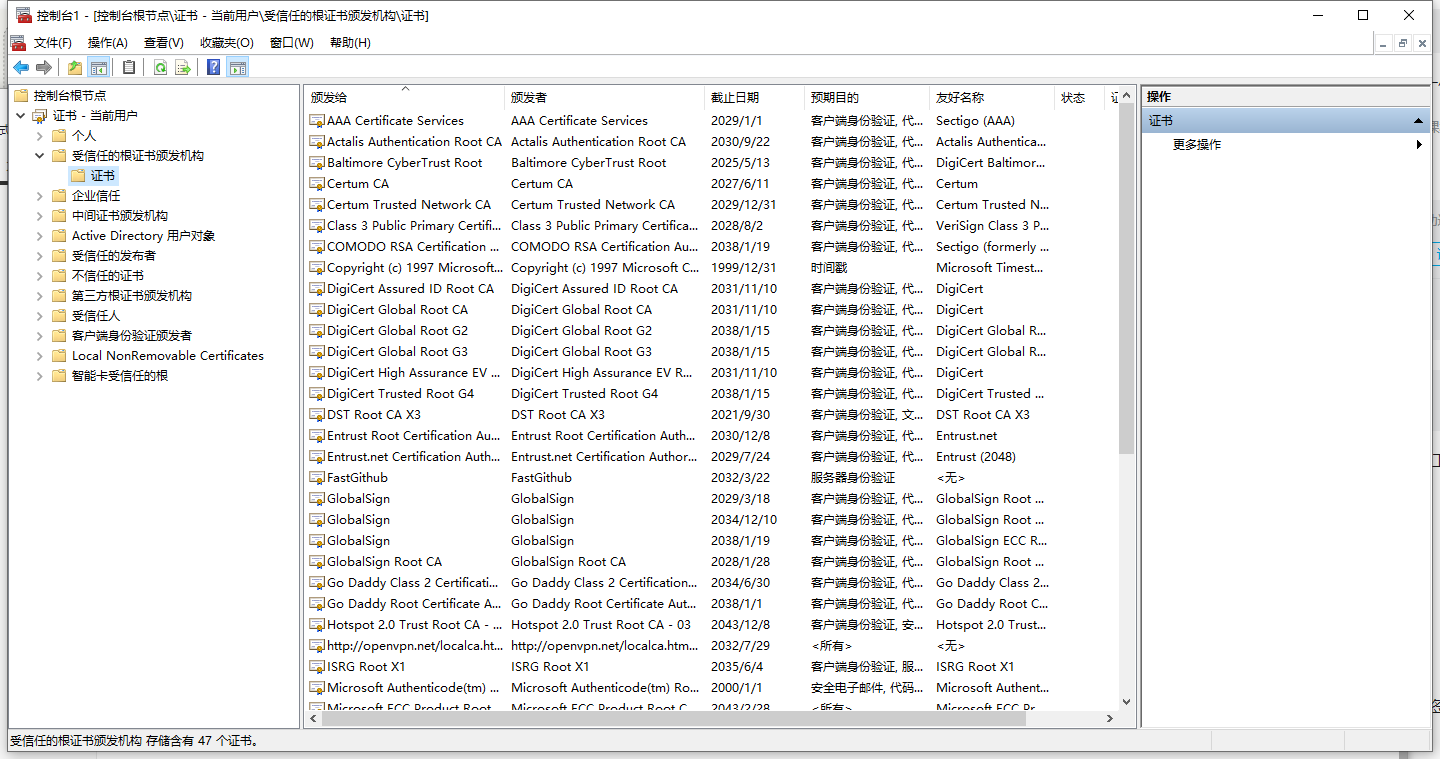 控制台1 - [控制台根节点\证书 - 当前用户\受信任的根证书颁发机构\证书]
文件(F) 操作(A) 查看(V) 收藏夹(O) 窗口(W) 帮助(H)
控制台根节点
证书 - 当前用户
个人
受信任的根证书颁发机构
证书
企业信任
中间证书颁发机构
Active Directory 用户对象
受信任的发布者
不信任的证书
第三方根证书颁发机构
受信任人
客户端身份验证颁发者
Local NonRemovable Certificates
智能卡受信任的根
颁发给 颁发者 截止日期 预期目的 友好名称 状态
AAA Certificate Services AAA Certificate Services 2029/1/1 客户端身份验证, 代... Sectigo (AAA)
Actalis Authentication Root CA Actalis Authentication Root CA 2030/9/22 客户端身份验证, 代... Actalis Authentica...
Baltimore CyberTrust Root Baltimore CyberTrust Root 2025/5/13 客户端身份验证, 代... DigiCert Baltimor...
Certum CA Certum CA 2027/6/11 客户端身份验证, 代... Certum
Certum Trusted Network CA Certum Trusted Network CA 2029/12/31 客户端身份验证, 代... Certum Trusted N...
Class 3 Public Primary Certifi... Class 3 Public Primary Certifica... 2028/8/2 客户端身份验证, 代... VeriSign Class 3 P...
COMODO RSA Certification ... COMODO RSA Certification Au... 2038/1/19 客户端身份验证, 代... Sectigo (formerly ...
Copyright (c) 1997 Microsoft... Copyright (c) 1997 Microsoft C... 1999/12/31 时间戳 Microsoft Timest...
DigiCert Assured ID Root CA DigiCert Assured ID Root CA 2031/11/10 客户端身份验证, 代... DigiCert
DigiCert Global Root CA DigiCert Global Root CA 2031/11/10 客户端身份验证, 代... DigiCert
DigiCert Global Root G2 DigiCert Global Root G2 2038/1/15 客户端身份验证, 代... DigiCert Global R...
DigiCert Global Root G3 DigiCert Global Root G3 2038/1/15 客户端身份验证, 代... DigiCert Global R...
DigiCert High Assurance EV ... DigiCert High Assurance EV R... 2031/11/10 客户端身份验证, 代... DigiCert
DigiCert Trusted Root G4 DigiCert Trusted Root G4 2038/1/15 客户端身份验证, 代... DigiCert Trusted ...
DST Root CA X3 DST Root CA X3 2021/9/30 客户端身份验证, 文... DST Root CA X3
Entrust Root Certification Au... Entrust Root Certification Auth... 2030/12/8 客户端身份验证, 代... Entrust.net
Entrust.net Certification Auth... Entrust.net Certification Author... 2029/7/24 客户端身份验证, 代... Entrust (2048)
FastGithub FastGithub 2032/3/22 服务器身份验证 <无>
GlobalSign GlobalSign 2029/3/18 客户端身份验证, 代... GlobalSign Root ...
GlobalSign GlobalSign 2034/12/10 客户端身份验证, 代... GlobalSign Root ...
GlobalSign GlobalSign 2038/1/19 客户端身份验证, 代... GlobalSign ECC R...
GlobalSign Root CA GlobalSign Root CA 2028/1/28 客户端身份验证, 代... GlobalSign Root ...
Go Daddy Class 2 Certificati... Go Daddy Class 2 Certification... 2034/6/30 客户端身份验证, 代... Go Daddy Class 2...
Go Daddy Root Certificate A... Go Daddy Root Certificate Aut... 2038/1/1 客户端身份验证, 代... Go Daddy Root C...
Hotspot 2.0 Trust Root CA - ... Hotspot 2.0 Trust Root CA - 03 2043/12/8 客户端身份验证, 安... Hotspot 2.0 Trust...
http://openvpn.net/localca.ht... http://openvpn.net/localca.htm... 2032/7/29 <所有> <无>
ISRG Root X1 ISRG Root X1 2035/6/4 客户端身份验证, 服... ISRG Root X1
Microsoft Authenticode(tm) ... Microsoft Authenticode(tm) Ro... 2000/1/1 安全电子邮件, 代码... Microsoft Authent...
Microsoft ECC Product Root ... Microsoft ECC Product Root C... 2043/2/28 <所有> Microsoft ECC Pr...
操作
证书
更多操作
受信任的根证书颁发机构 存储含有 47 个证书。